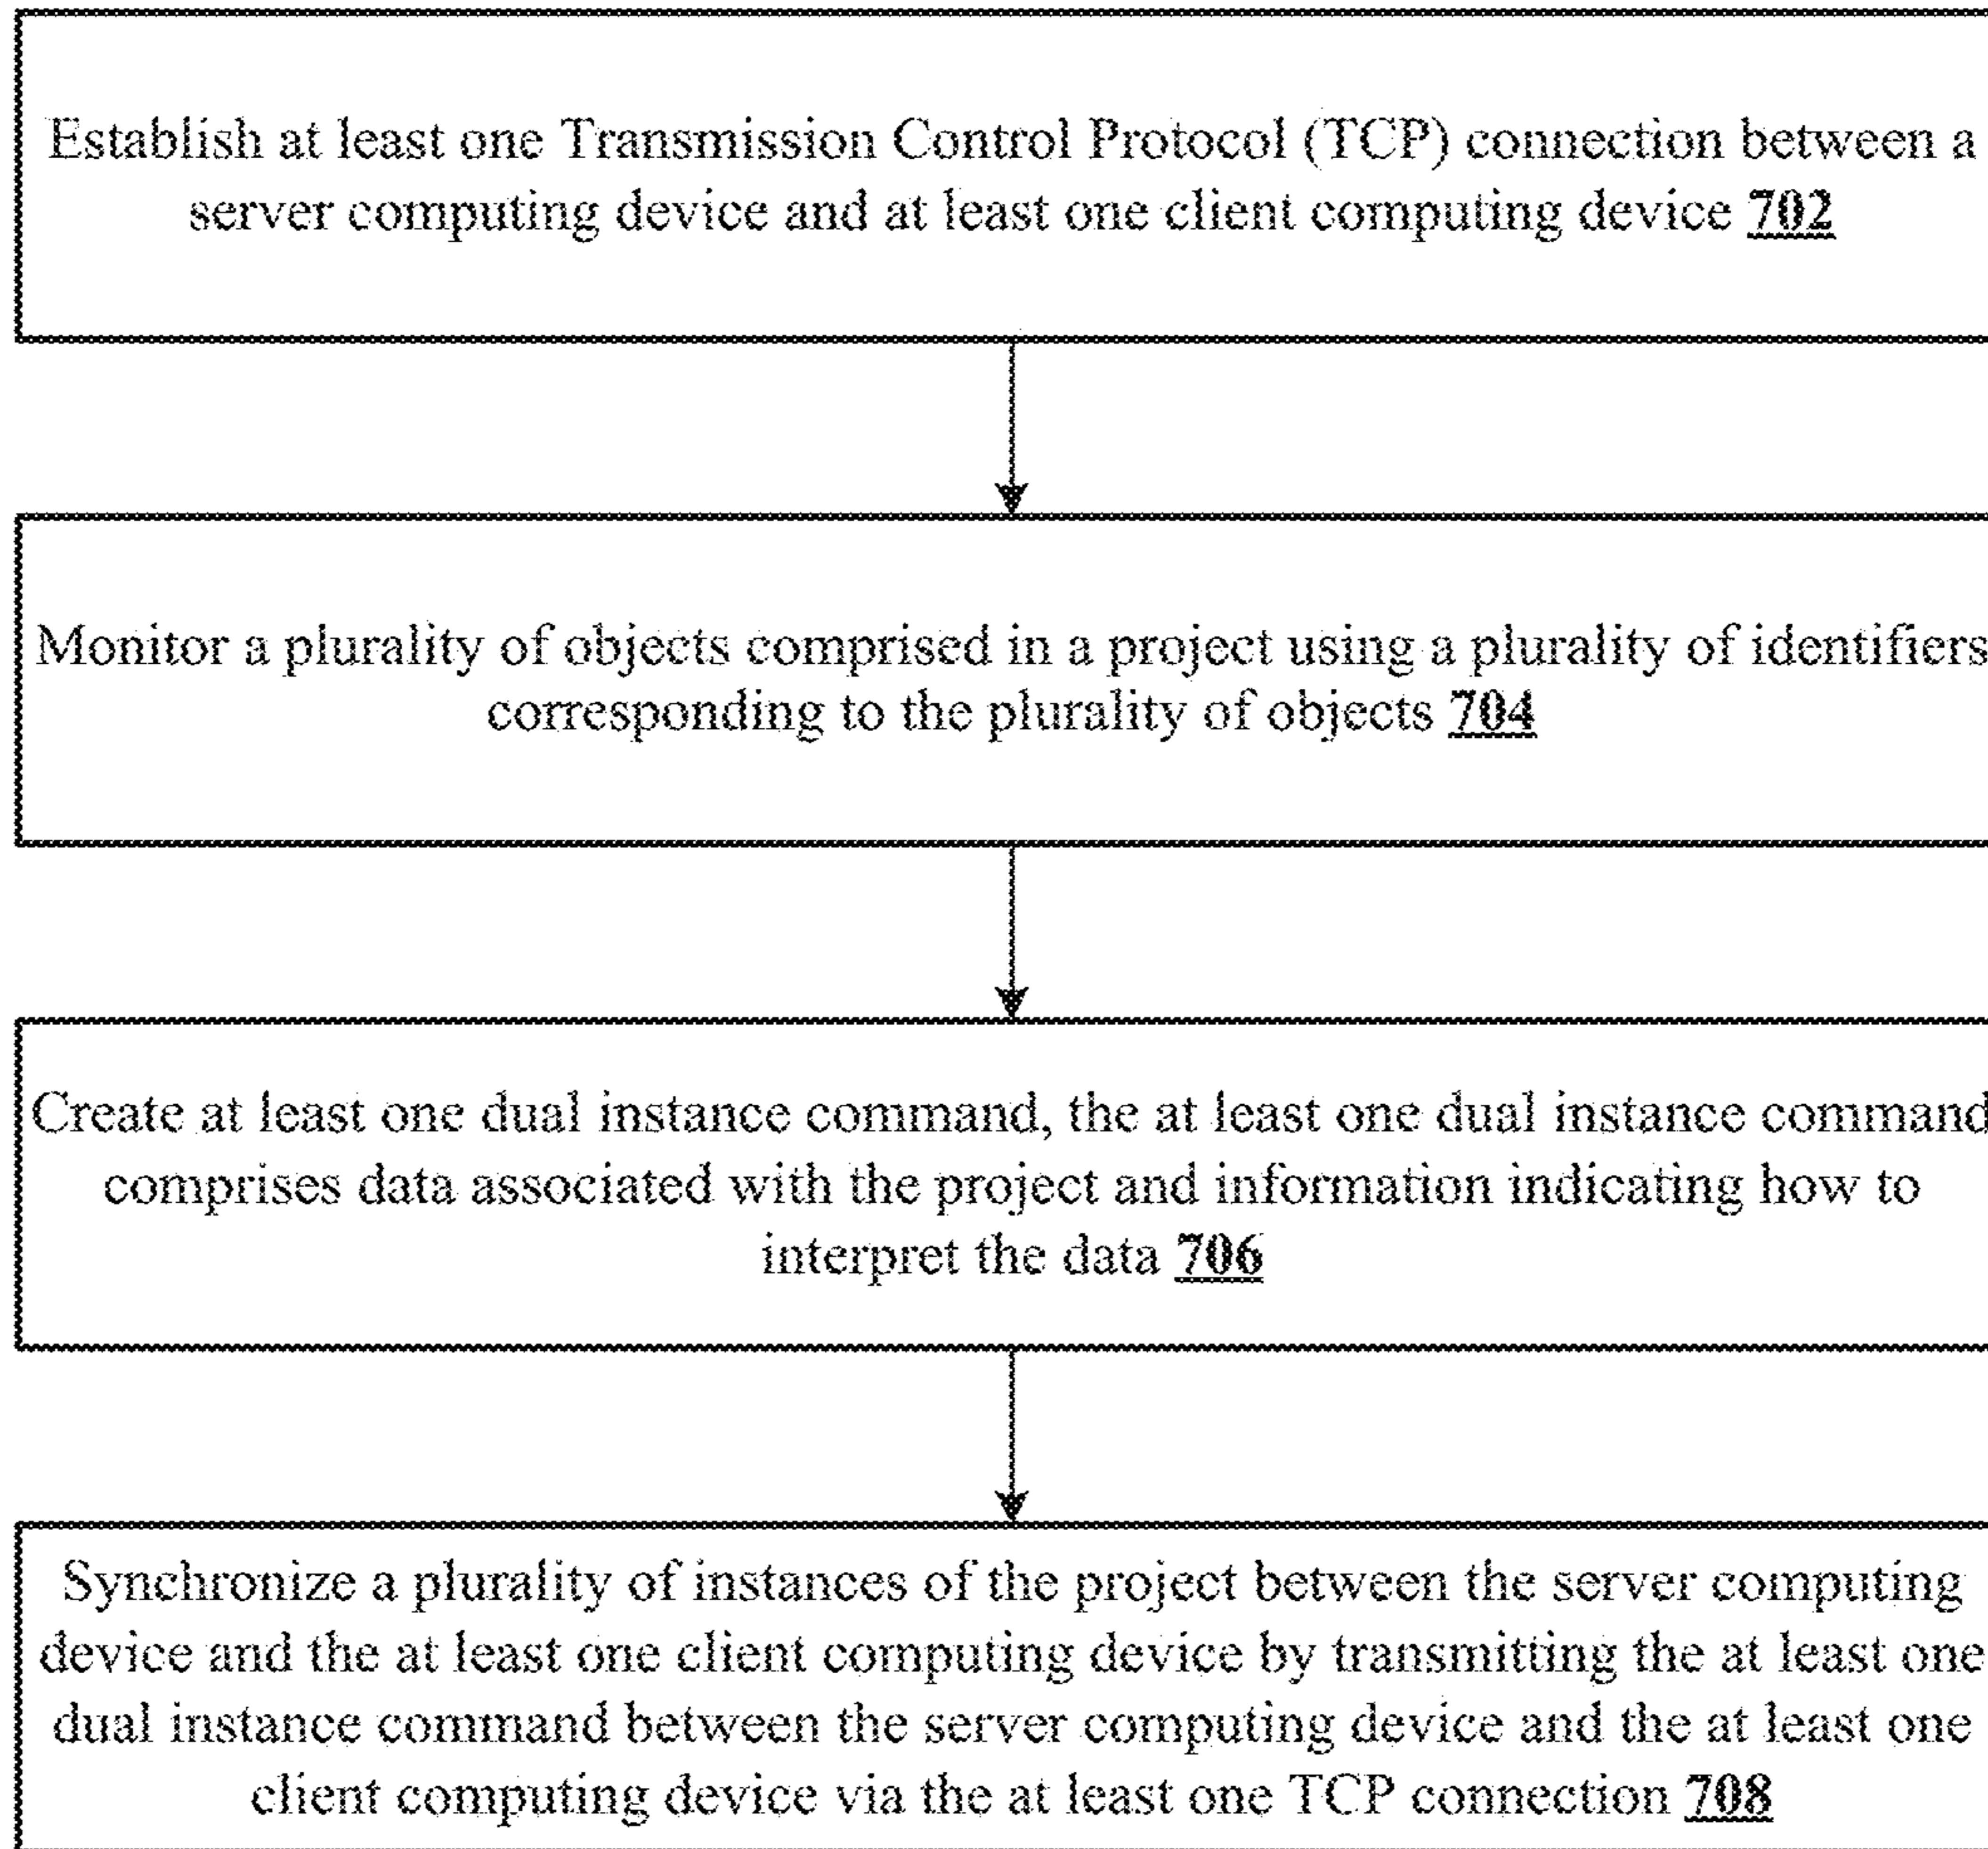 Establish at least one Transmission Control Protocol (TCP) connection between a
server computing device and at least one client computing device 702
Monitor a plurality of objects comprised in a project using a plurality of identifiers
corresponding to the plurality of objects 704
Create at least one dual instance command, the at least one dual instance command
comprises data associated with the project and information indicating how to
interpret the data 706
Synchronize a plurality of instances of the project between the server computing
device and the at least one client computing device by transmitting the at least one
dual instance command between the server computing device and the at least one
client computing device via the at least one TCP connection 708